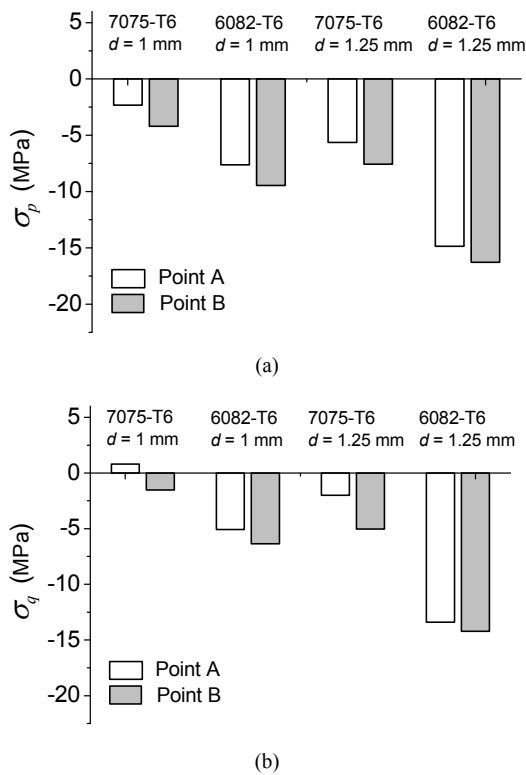 7075-T6 6082-T6 7075-T6 6082-T6
d = 1 mm d = 1 mm d = 1.25 mm d = 1.25 mm
5
0
-5
-10
-15
-20
σp (MPa)
Point A
Point B
(a)
7075-T6 6082-T6 7075-T6 6082-T6
d = 1 mm d = 1 mm d = 1.25 mm d = 1.25 mm
5
0
-5
-10
-15
-20
σq (MPa)
Point A
Point B
(b)